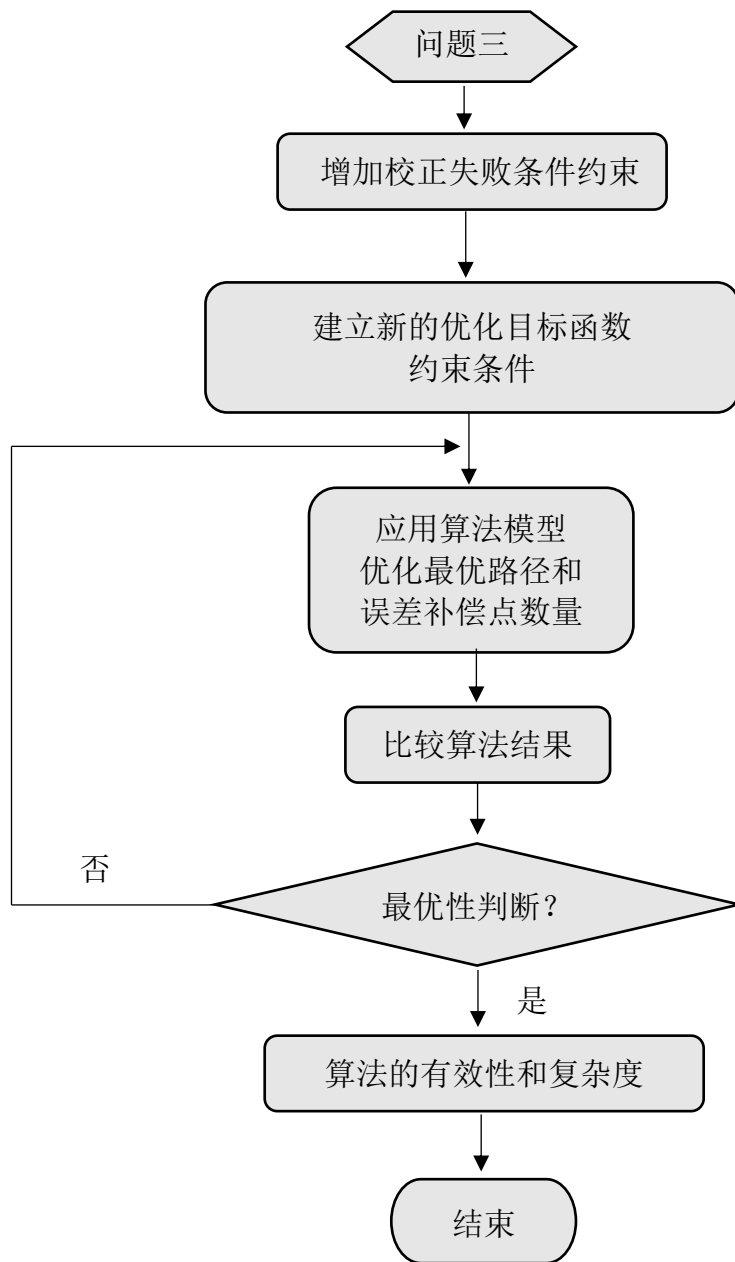 问题三
增加校正失败条件约束
建立新的优化目标函数
约束条件
应用算法模型
优化最优路径和
误差补偿点数量
比较算法结果
否
最优性判断？
是
算法的有效性和复杂度
结束